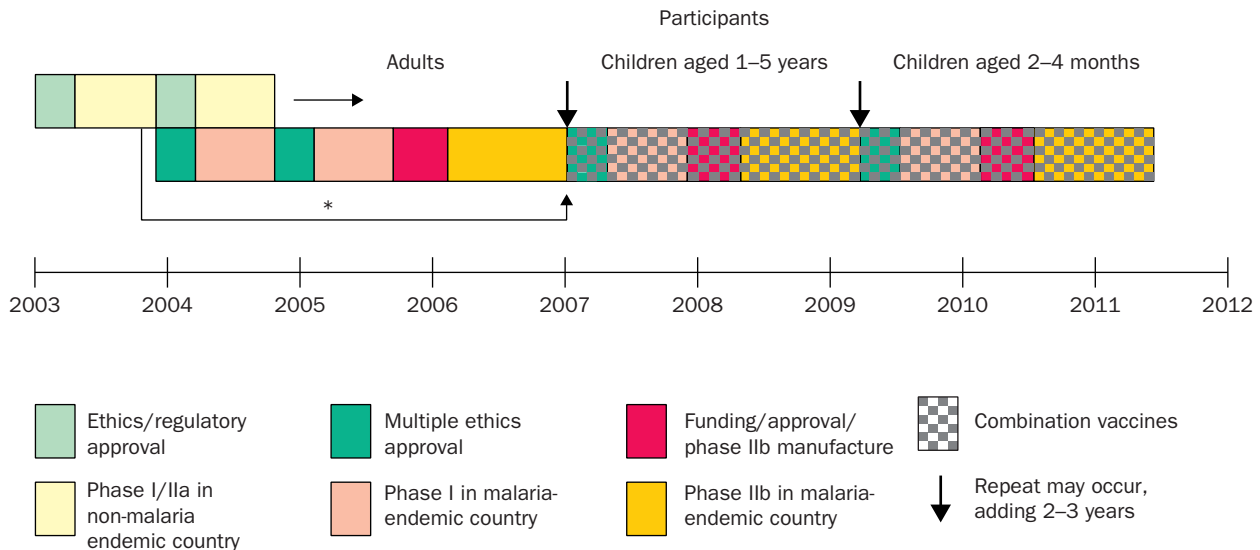 Participants
Adults
Children aged 1–5 years
Children aged 2–4 months
*
2003
2004
2005
2006
2007
2008
2009
2010
2011
2012
Ethics/regulatory
approval
Multiple ethics
approval
Funding/approval/
phase IIb manufacture
Combination vaccines
Phase I/IIa in
non-malaria
endemic country
Phase I in malaria-
endemic country
Phase IIb in malaria-
endemic country
Repeat may occur,
adding 2–3 years